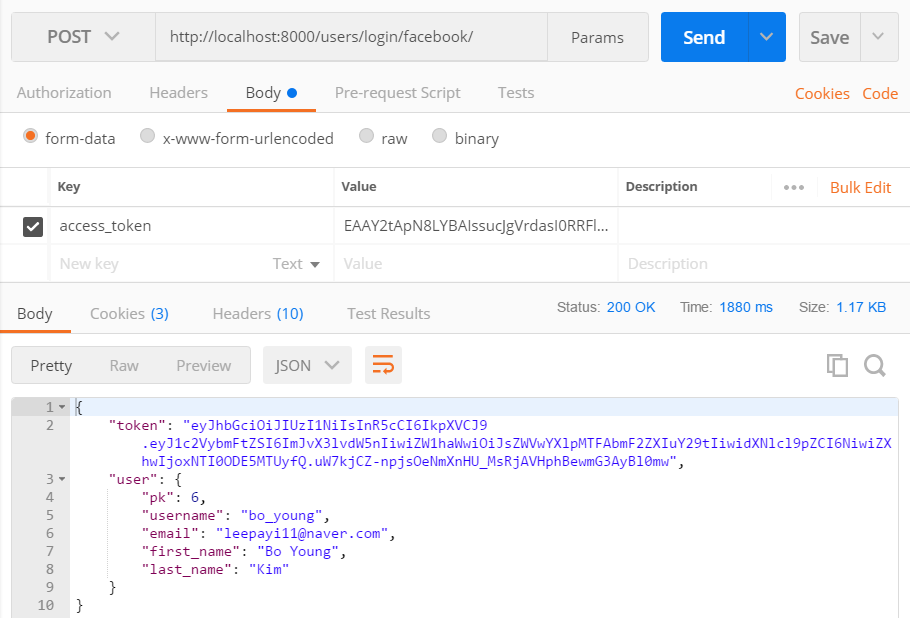 POST http://localhost:8000/users/login/facebook/ Params Send Save
Authorization Headers Body Pre-request Script Tests Cookies Code
form-data x-www-form-urlencoded raw binary
Key Value Description ••• Bulk Edit
access_token EAAY2tApN8LYBAIssucJgVrdasI0RRFl...
New key Text Value Description
Body Cookies (3) Headers (10) Test Results Status: 200 OK Time: 1880 ms Size: 1.17 KB
Pretty Raw Preview JSON
1 {
2 "token": "eyJhbGciOiJIUzI1NiIsInR5cCI6IkpXVCJ9
.eyJ1c2VybmFtZSI6ImJvX3lvdW5nIiwiZW1haWwiOiJsZWVwYXlpMTFAbmF2ZXIuY29tIiwidXNlcl9pZCI6NiwiZX
hwIjoxNTI0ODE5MTUyfQ.uW7kjCZ-npjsOeNmXnHU_MsRjAVHphBewmG3AyBl0mw",
3 "user": {
4 "pk": 6,
5 "username": "bo_young",
6 "email": "leepayi11@naver.com",
7 "first_name": "Bo Young",
8 "last_name": "Kim"
9 }
10 }